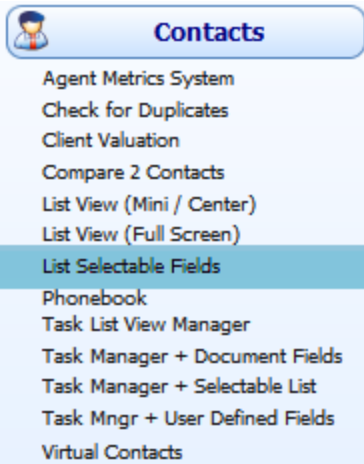 Contacts
Agent Metrics System
Check for Duplicates
Client Valuation
Compare 2 Contacts
List View (Mini / Center)
List View (Full Screen)
List Selectable Fields
Phonebook
Task List View Manager
Task Manager + Document Fields
Task Manager + Selectable List
Task Mngr + User Defined Fields
Virtual Contacts